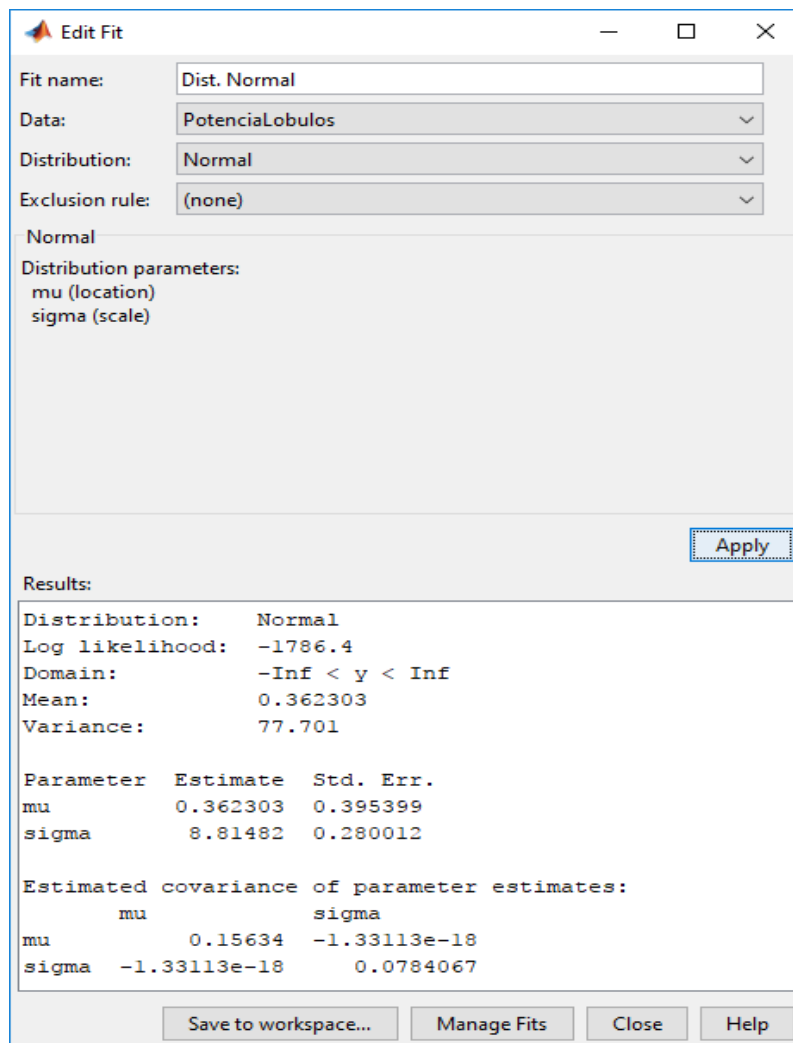 Edit Fit
Fit name: Dist. Normal
Data: PotenciaLobulos
Distribution: Normal
Exclusion rule: (none)
Normal
Distribution parameters:
mu (location)
sigma (scale)
Apply
Results:
Distribution: Normal
Log likelihood: -1786.4
Domain: -Inf < y < Inf
Mean: 0.362303
Variance: 77.701
Parameter Estimate Std. Err.
mu 0.362303 0.395399
sigma 8.81482 0.280012
Estimated covariance of parameter estimates:
mu sigma
mu 0.15634 -1.33113e-18
sigma -1.33113e-18 0.0784067
Save to workspace... Manage Fits Close Help